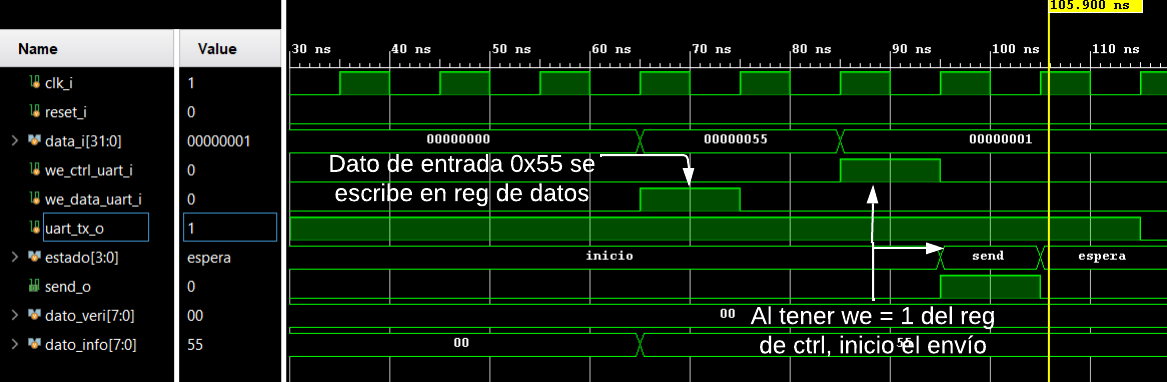 105.900 ns
Name Value
30 ns 40 ns 50 ns 60 ns 70 ns 80 ns 90 ns 100 ns 110 ns
clk_i 1
reset_i 0
data_i[31:0] 00000001 00000000 00000055 00000001
we_ctrl_uart_i 0
Dato de entrada 0x55 se
escribe en reg de datos
we_data_uart_i 0
uart_tx_o 1
estado[3:0] espera inicio send espera
send_o 0
dato_veri[7:0] 00 00
Al tener we = 1 del reg
de ctrl, inicio el envío
dato_info[7:0] 55 00 55